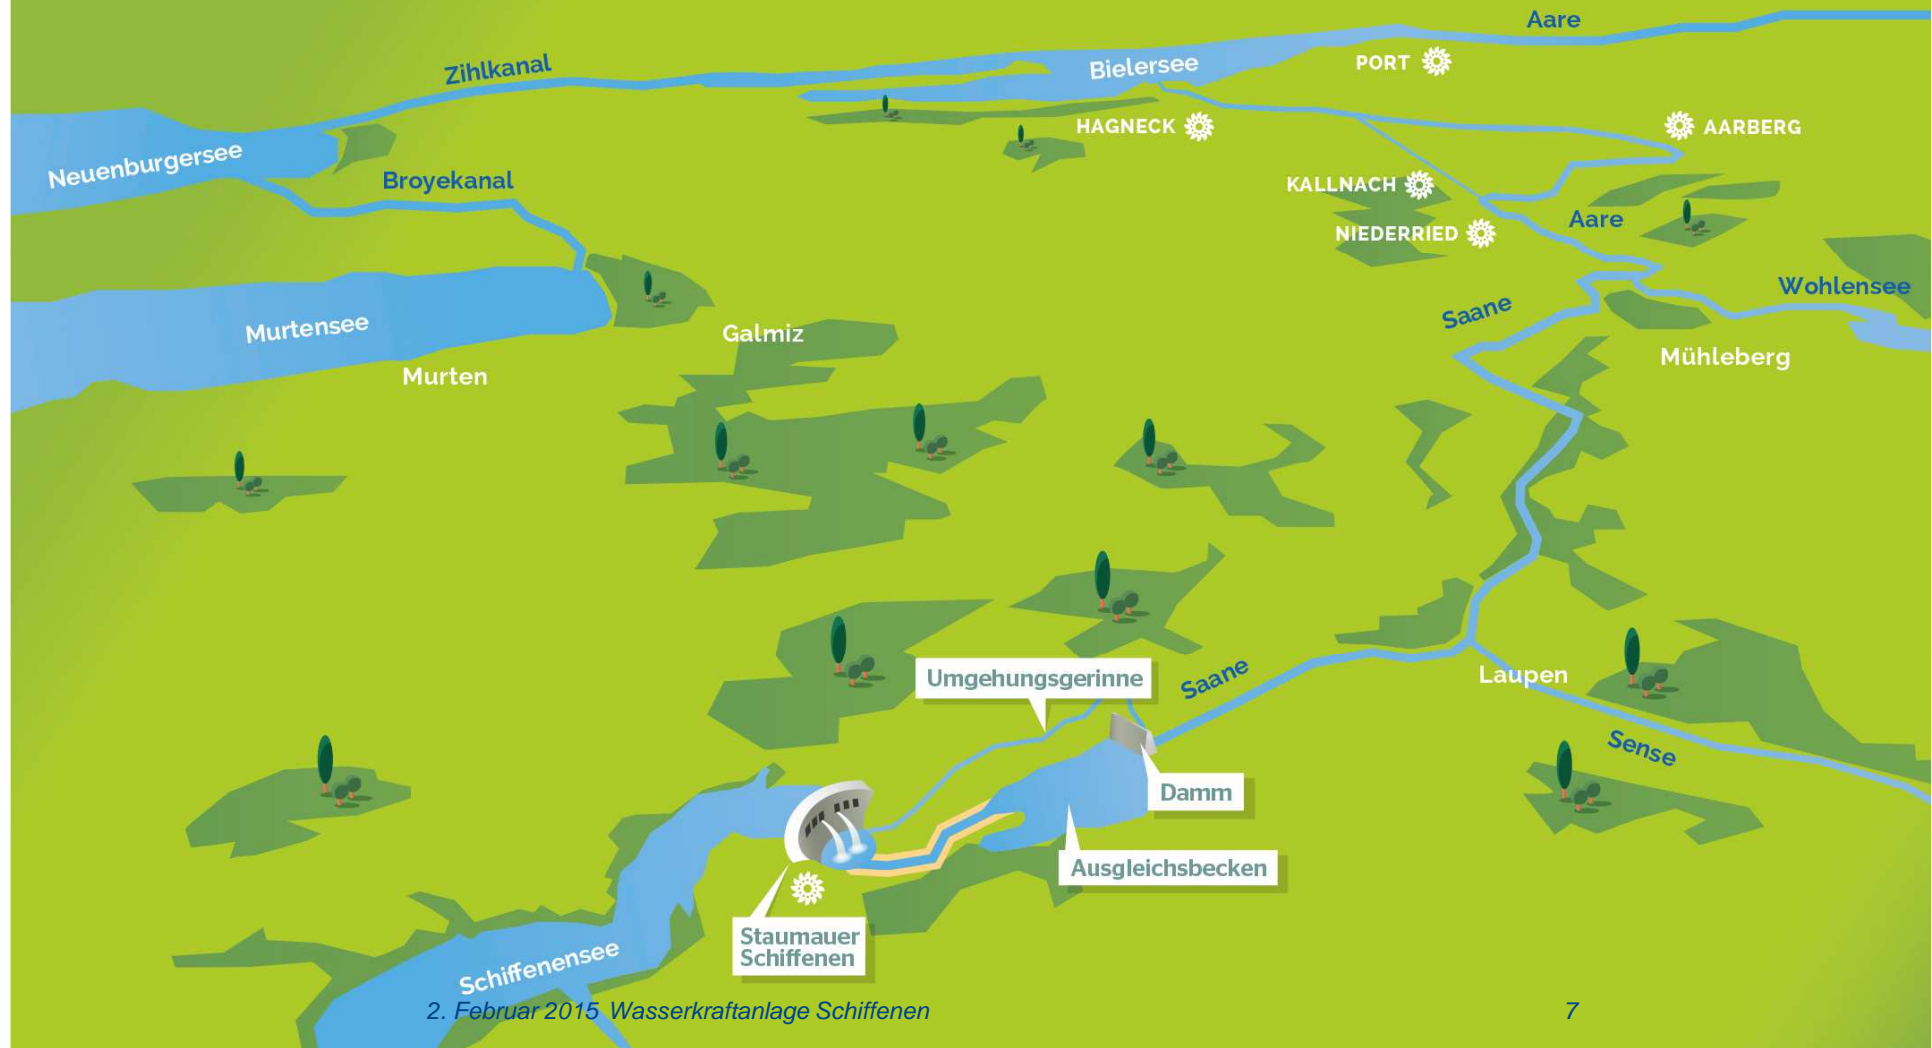 Aare
Zihlkanal
Bielersee
PORT
HAGNECK
AARBERG
Neuenburgersee
Broyekanal
KALLNACH
Aare
NIEDERRIED
Wohlensee
Saane
Murtensee
Galmiz
Mühleberg
Murten
Umgehungsgerinne
Saane
Laupen
Sense
Damm
Ausgleichsbecken
Staumauer
Schiffenen
Schiffenensee
2. Februar 2015 Wasserkraftanlage Schiffenen
7